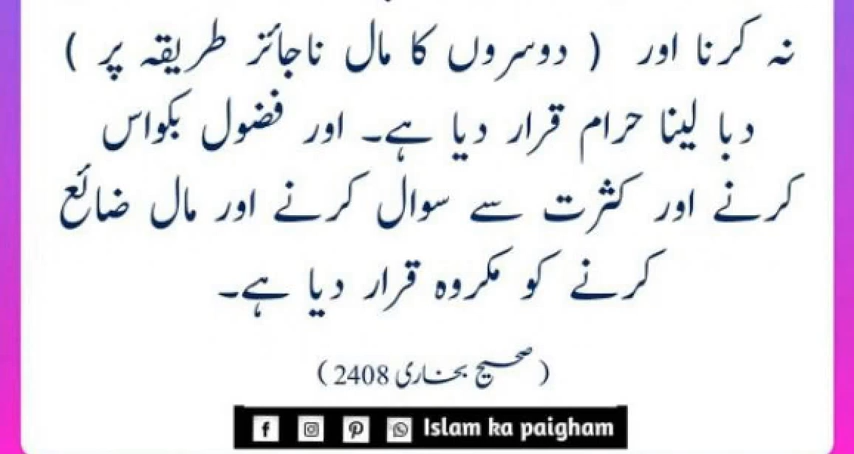 نہ کرنا اور ( دوسروں کا مال ناجائز طریقہ پر )
دبا لینا حرام قرار دیا ہے۔ اور فضول بکواس
کرنے اور کثرت سے سوال کرنے اور مال ضائع
کرنے کو مکروہ قرار دیا ہے۔
(صحیح بخاری 2408)
Islam ka paigham